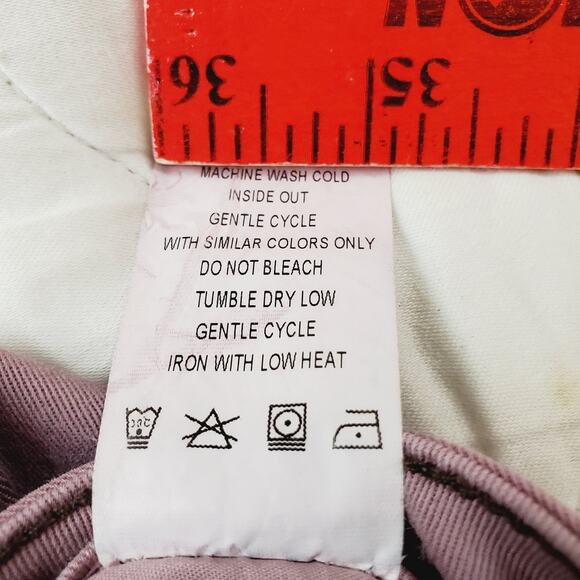 36 35
MACHINE WASH COLD
INSIDE OUT
GENTLE CYCLE
WITH SIMILAR COLORS ONLY
DO NOT BLEACH
TUMBLE DRY LOW
GENTLE CYCLE
IRON WITH LOW HEAT